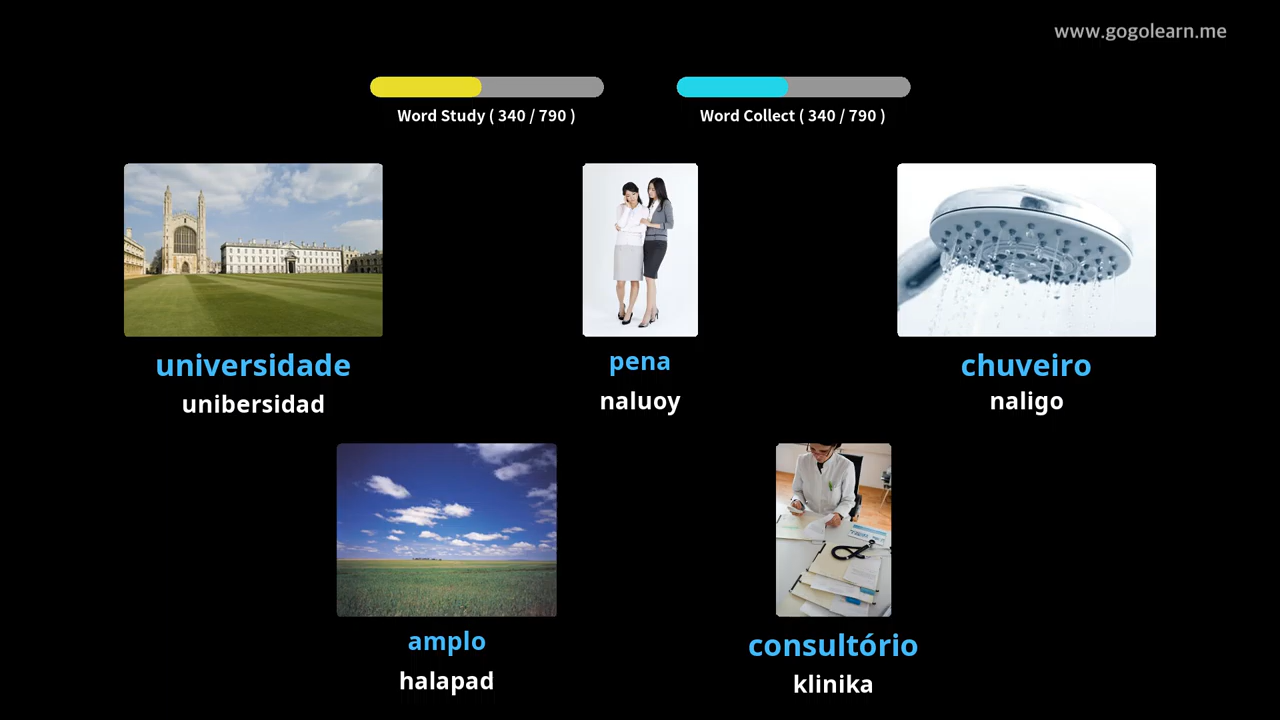 www.gogolearn.me
Word Study ( 340 / 790 )
Word Collect ( 340 / 790 )
universidade
unibersidad
pena
naluoy
chuveiro
naligo
amplo
halapad
consultório
klinika